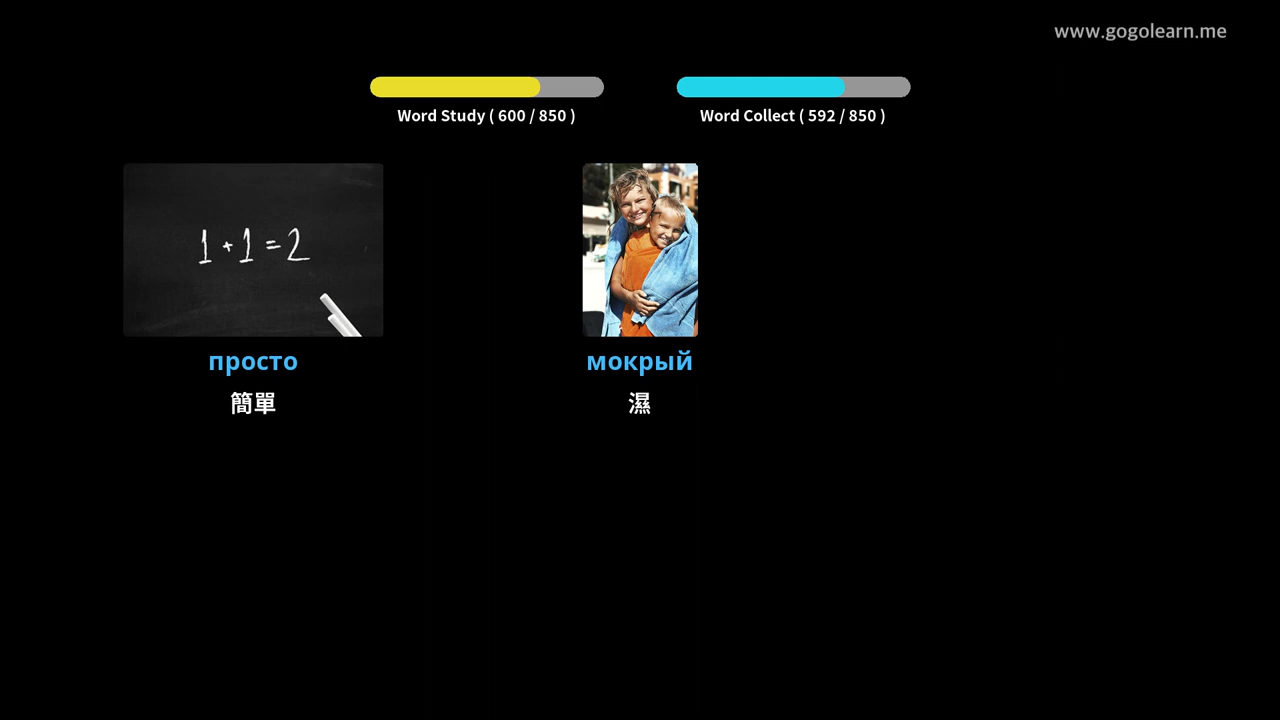 www.gogolearn.me
Word Study ( 600 / 850 )
Word Collect ( 592 / 850 )
1 + 1 = 2
просто
簡單
мокрый
濕